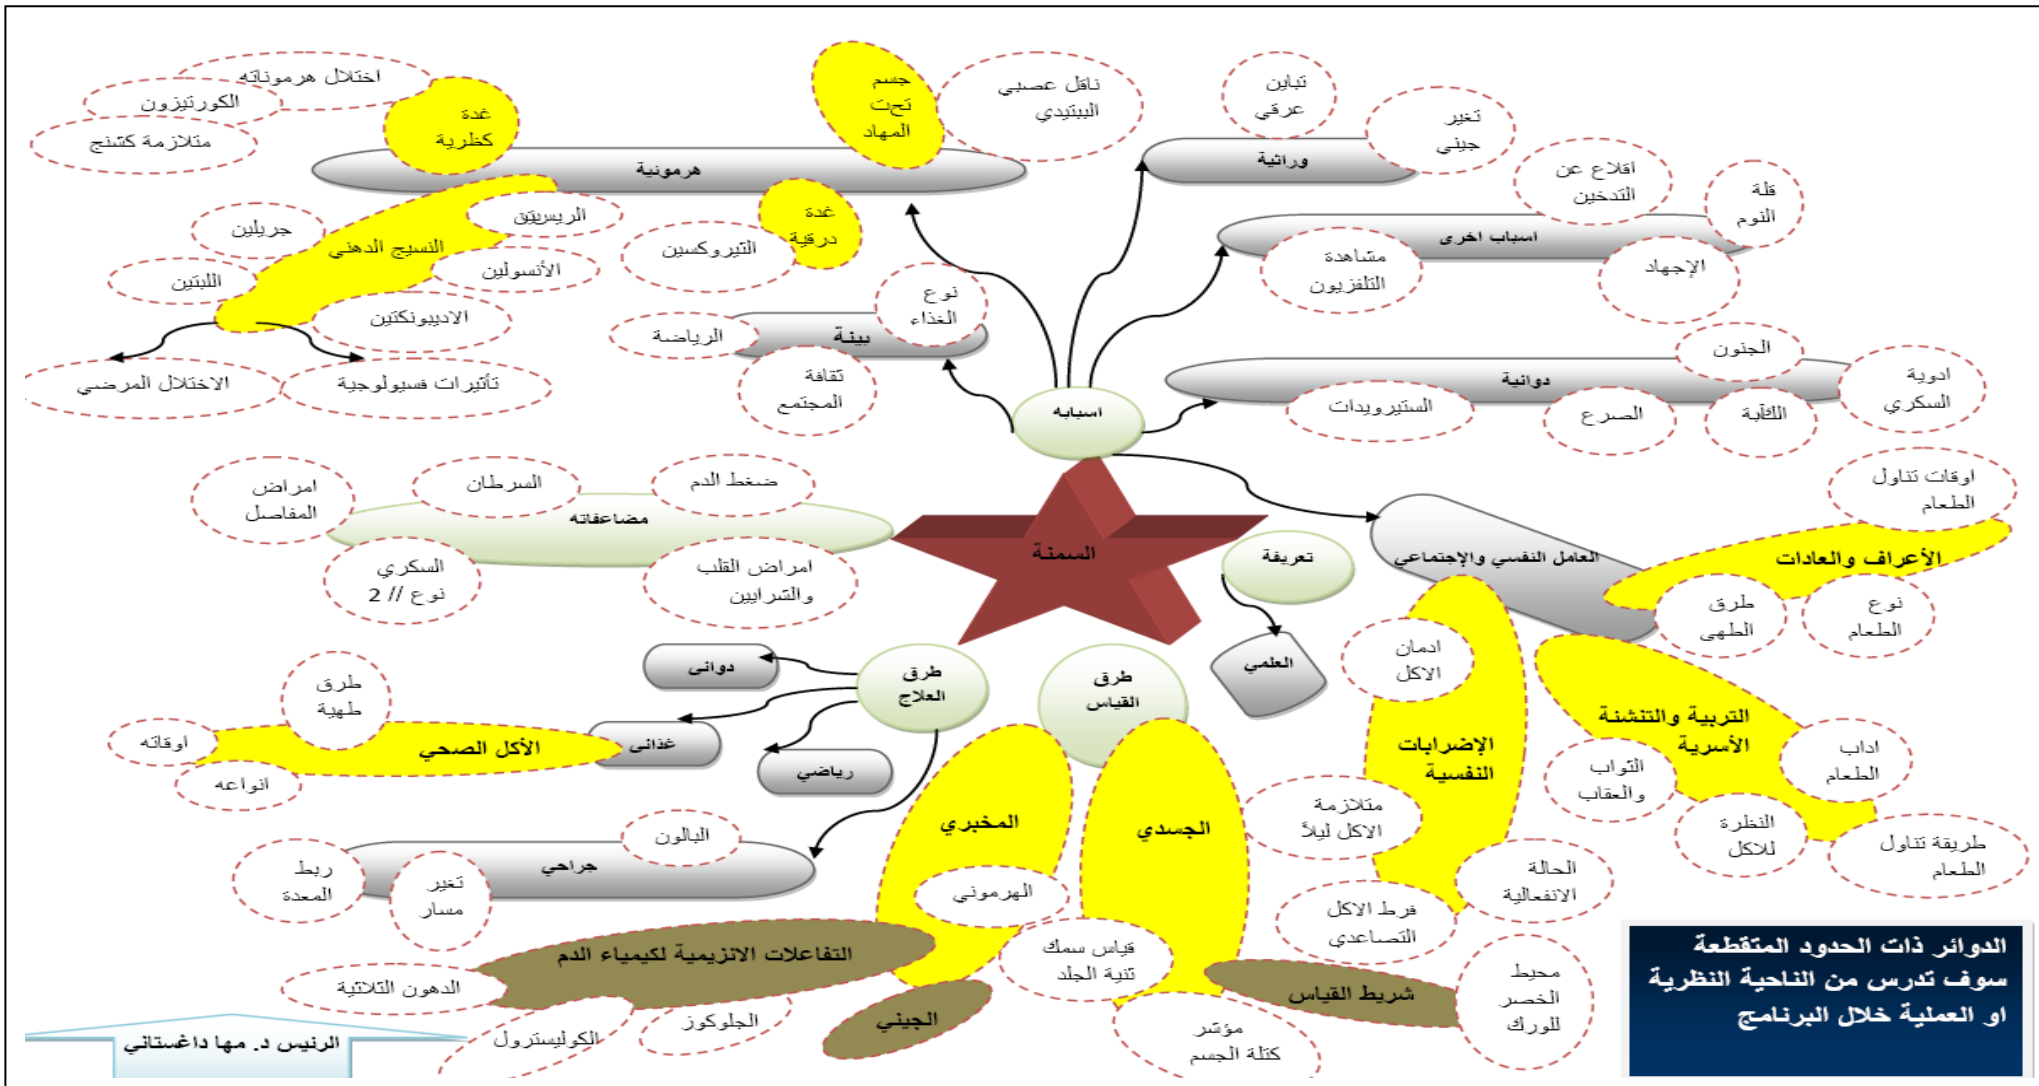 اختلال هرموناته
الكورتيزون
متلازمة كشنج
غدة
كظرية
جسم
تحت
المهاد
ناقل عصبي
الببتيدي
هرمونية
تباين
عرقي
تغير
جيني
وراثية
اقلاع عن
التدخين
قلة
النوم
اسباب اخرى
مشاهدة
التلفزيون
الإجهاد
جريلين
النسيج الدهني
اللبتين
الأنسولين
الاديبونكتين
غدة
درقية
الثيروكسين
الاختلال المرضي
تأثيرات فسيولوجية
نوع
الغذاء
بيئة
الرياضة
ثقافة
المجتمع
اسبابه
الجنون
ادوية
السكري
دوائية
الستيرويدات
الصرع
الكآبة
امراض
المفاصل
السرطان
ضغط الدم
مضاعفاته
السكري
نوع // 2
امراض القلب
والشرايين
السمنة
تعريفة
العلمي
العامل النفسي والإجتماعي
اوقات تناول
الطعام
الأعراف والعادات
طرق
الطهى
نوع
الطعام
ادمان
الاكل
الإضرابات
النفسية
متلازمة
الاكل ليلاً
فرط الاكل
التصاعدي
الحالة
الانفعالية
التربية والتنشئة
الأسرية
اداب
الطعام
الثواب
والعقاب
النظرة
للاكل
طريقة تناول
الطعام
طرق
العلاج
دوائى
غذائى
رياضي
طرق
طهية
الأكل الصحي
اوقاته
انواعه
البالون
جراحي
ربط
المعدة
تغير
مسار
طرق
القياس
المخبري
الهرموني
الجسدي
قياس سمك
ثنية الجلد
التفاعلات الانزيمية لكيمياء الدم
الدهون الثلاثية
الكوليسترول
الجلوكوز
الجيني
شريط القياس
محيط
الخصر
للورك
مؤشر
كتلة الجسم
الرئيس د. مها داغستاني
الدوائر ذات الحدود المتقطعة
سوف تدرس من الناحية النظرية
او العملية خلال البرنامج